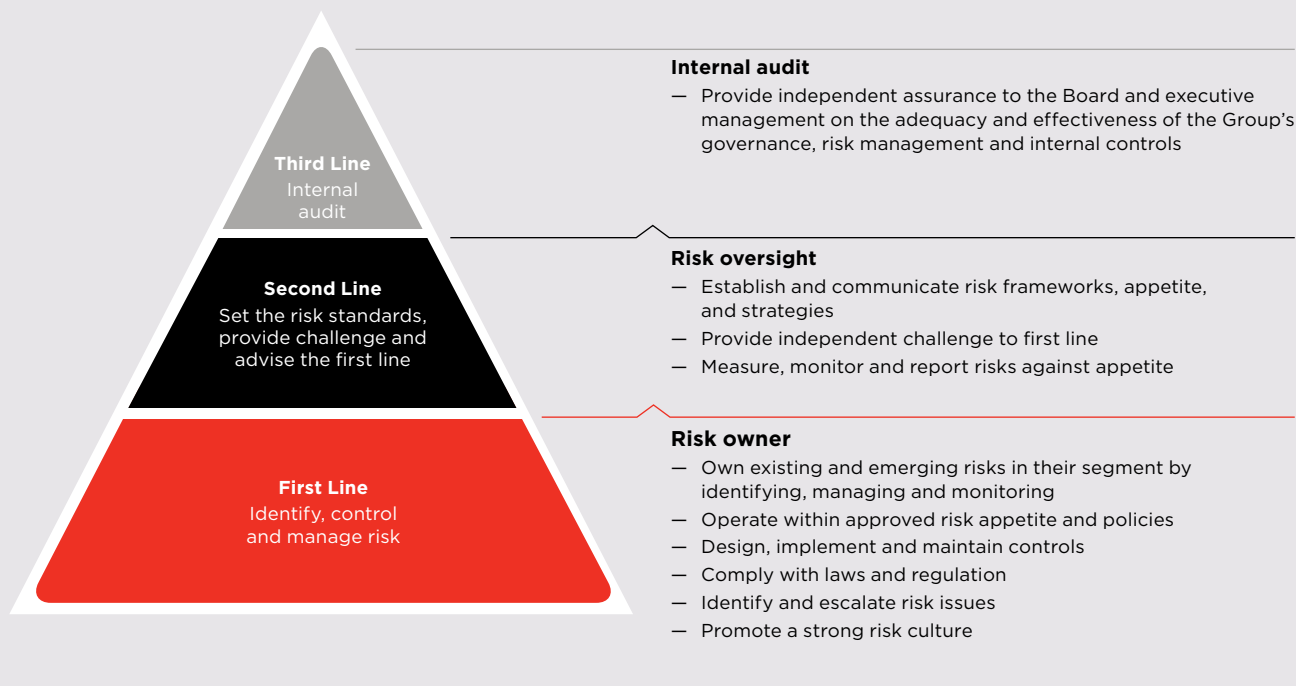 Third Line
Internal
audit
Internal audit
— Provide independent assurance to the Board and executive
management on the adequacy and effectiveness of the Group's
governance, risk management and internal controls
Second Line
Set the risk standards,
provide challenge and
advise the first line
Risk oversight
— Establish and communicate risk frameworks, appetite,
and strategies
— Provide independent challenge to first line
— Measure, monitor and report risks against appetite
First Line
Identify, control
and manage risk
Risk owner
— Own existing and emerging risks in their segment by
identifying, managing and monitoring
— Operate within approved risk appetite and policies
— Design, implement and maintain controls
— Comply with laws and regulation
— Identify and escalate risk issues
— Promote a strong risk culture